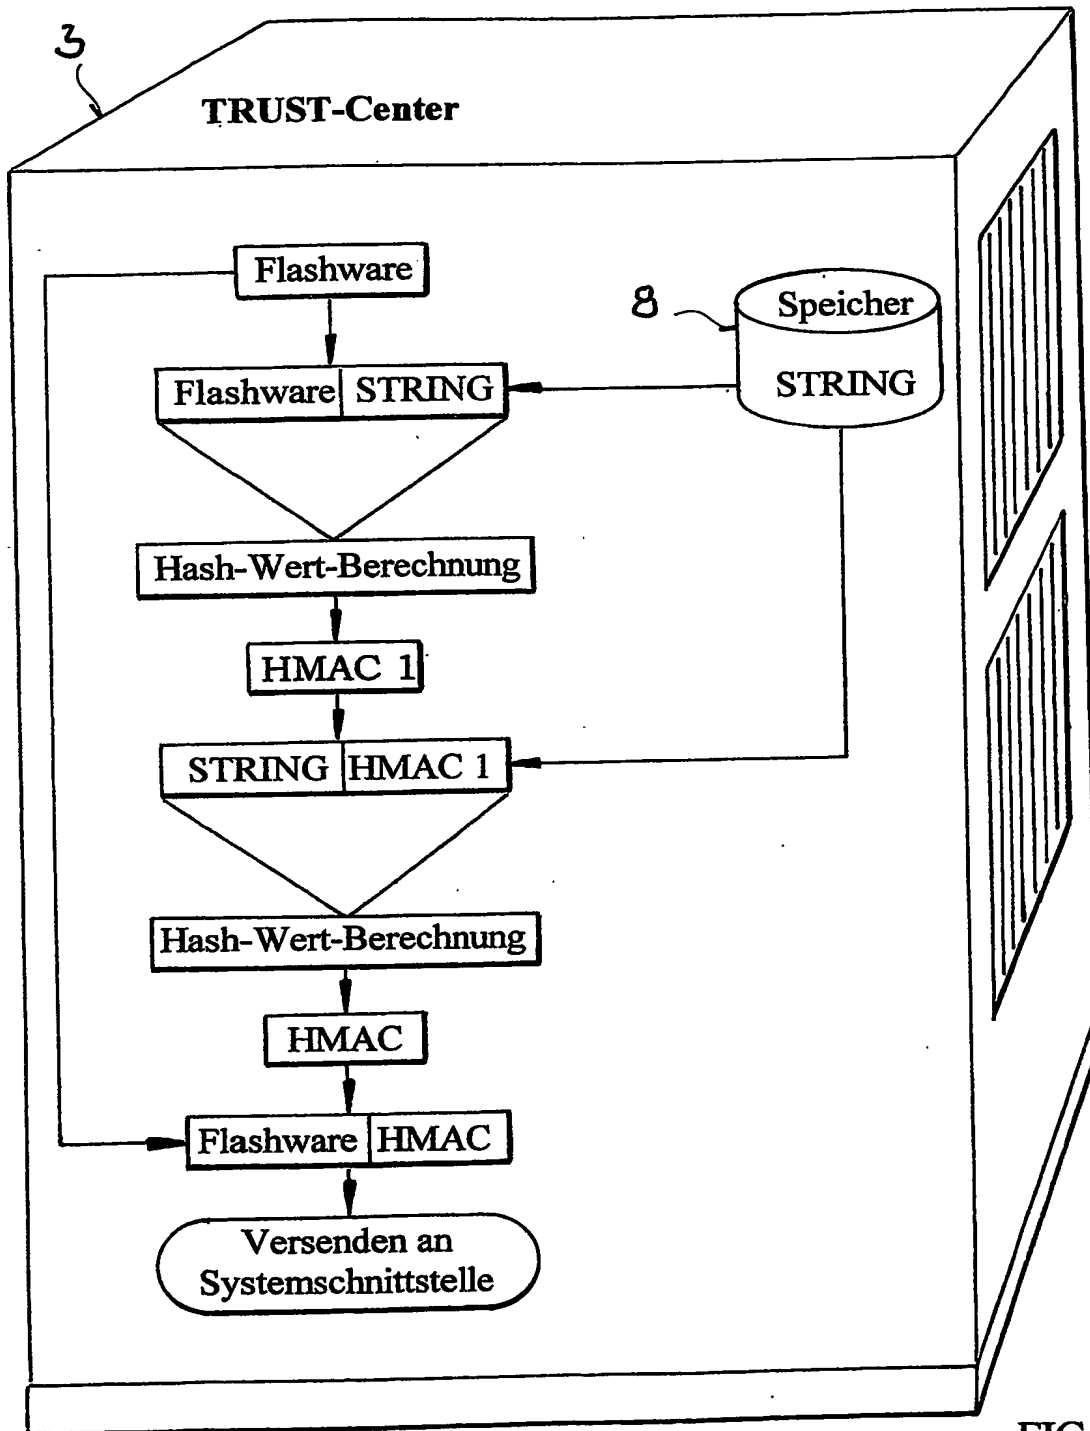 3
TRUST-Center
Flashware
8
Speicher
STRING
Flashware STRING
Hash-Wert-Berechnung
HMAC 1
STRING HMAC 1
Hash-Wert-Berechnung
HMAC
Flashware HMAC
Versenden an
Systemschnittstelle